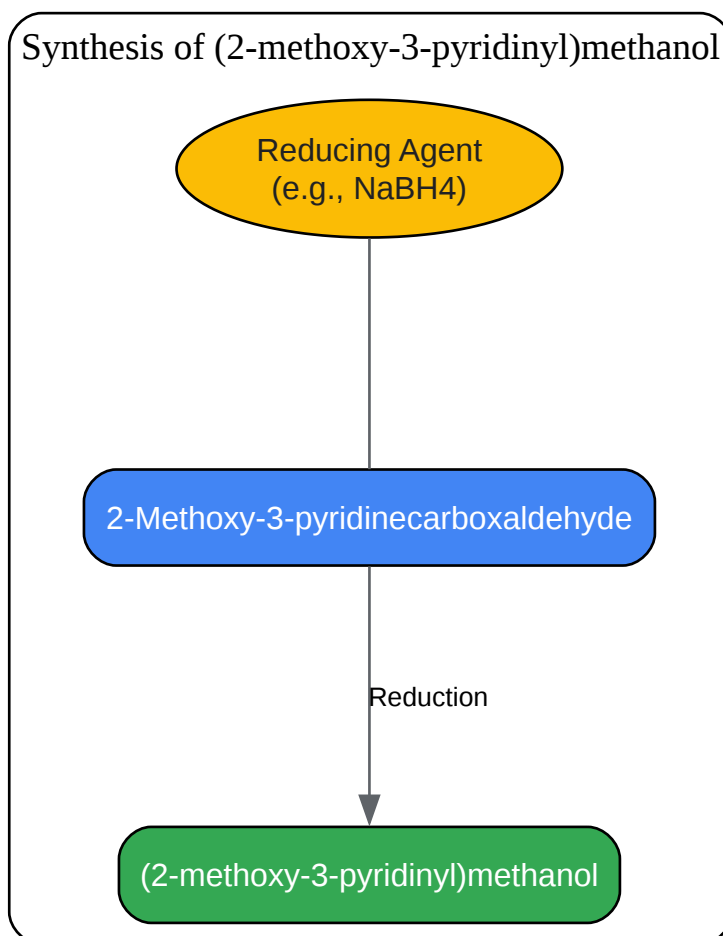 Synthesis of (2-methoxy-3-pyridinyl)methanol
Reducing Agent
(e.g., NaBH4)
2-Methoxy-3-pyridinecarboxaldehyde
Reduction
(2-methoxy-3-pyridinyl)methanol